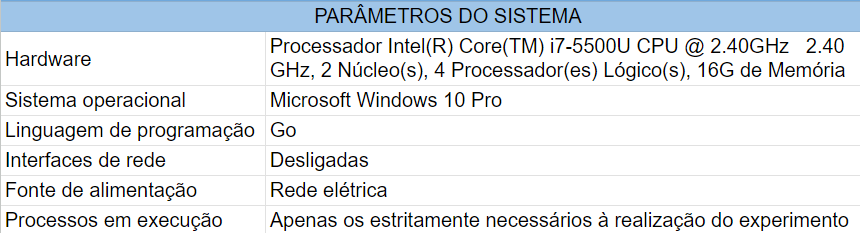 PARÂMETROS DO SISTEMA
Hardware
Processador Intel(R) Core(TM) i7-5500U CPU @ 2.40GHz   2.40
GHz, 2 Núcleo(s), 4 Processador(es) Lógico(s), 16G de Memória
Sistema operacional Microsoft Windows 10 Pro
Linguagem de programação Go
Interfaces de rede Desligadas
Fonte de alimentação Rede elétrica
Processos em execução Apenas os estritamente necessários à realização do experimento